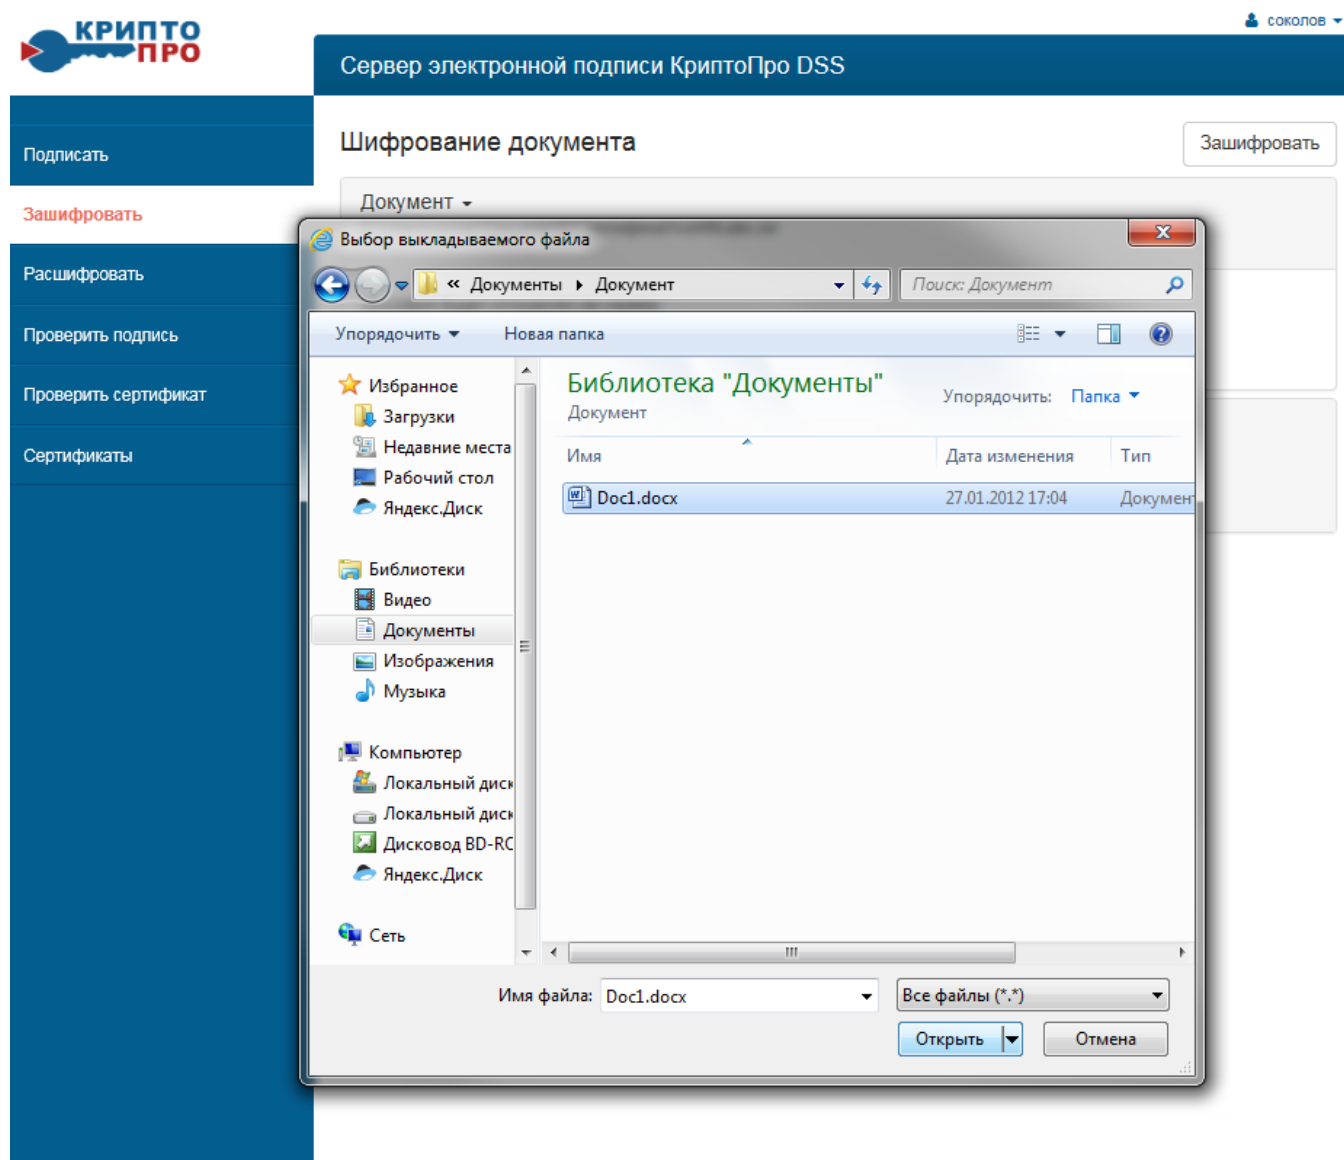 соколов
КРИПТО
ПРО
Сервер электронной подписи КриптоПро DSS
Подписать
Зашифровать
Расшифровать
Проверить подпись
Проверить сертификат
Сертификаты
Шифрование документа
Зашифровать
Документ
Выбор выкладываемого файла
« Документы Документ
Поиск: Документ
Упорядочить
Новая папка
Избранное
Загрузки
Недавние места
Рабочий стол
Яндекс.Диск
Библиотеки
Видео
Документы
Изображения
Музыка
Компьютер
Локальный диск
Локальный диск
Дисковод BD-RO
Яндекс.Диск
Сеть
Библиотека "Документы"
Документ
Упорядочить: Папка
Имя Дата изменения Тип
Doc1.docx 27.01.2012 17:04 Докумен
Имя файла: Doc1.docx
Все файлы (*.*)
Открыть
Отмена